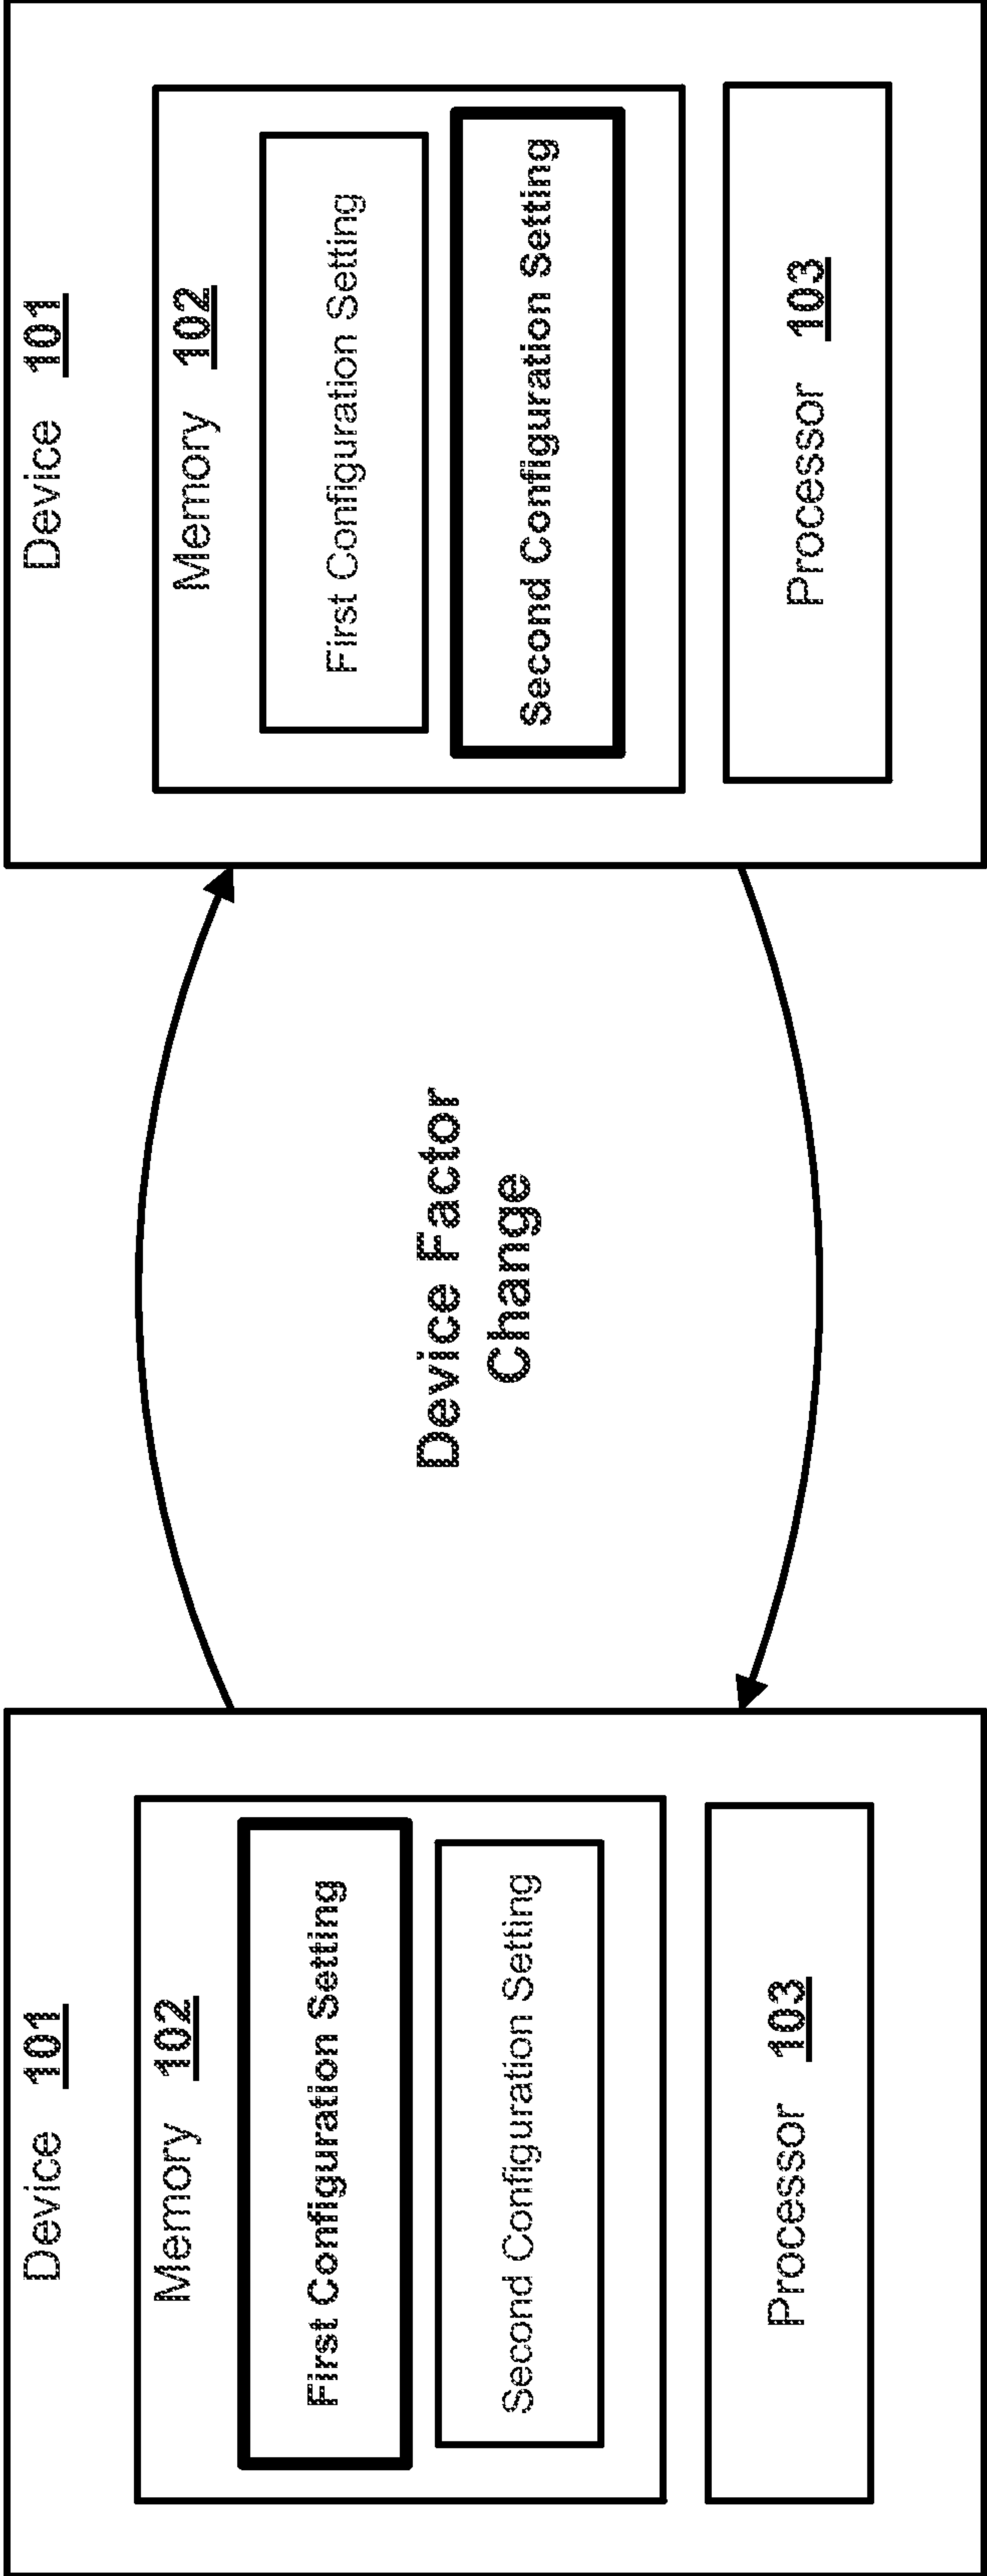 Device 101
Memory 102
First Configuration Setting
Second Configuration Setting
Processor 103
Device Factor
Change
Device 101
Memory 102
First Configuration Setting
Second Configuration Setting
Processor 103